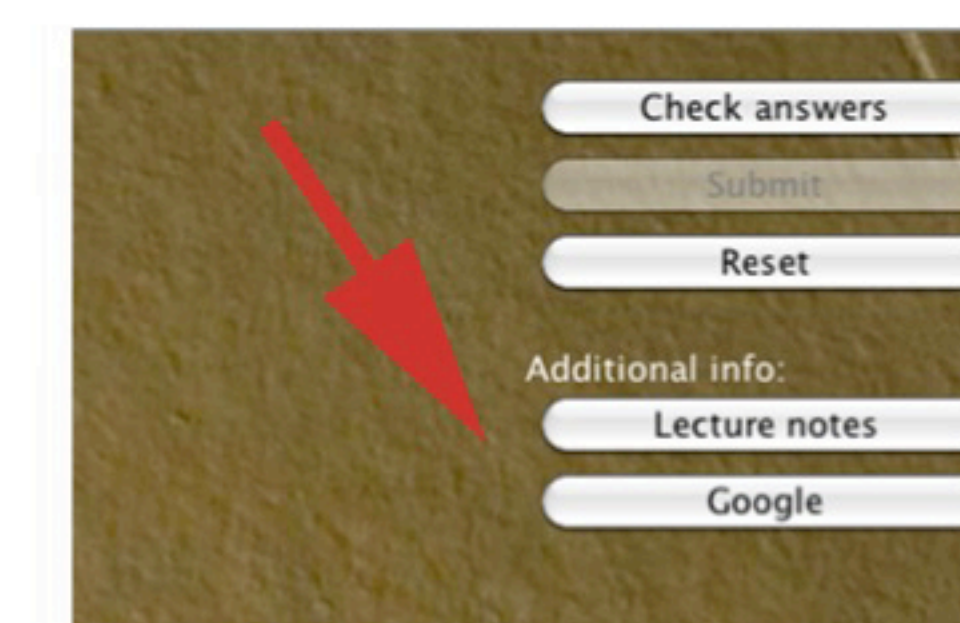 Check answers
Submit
Reset
Additional info:
Lecture notes
Google